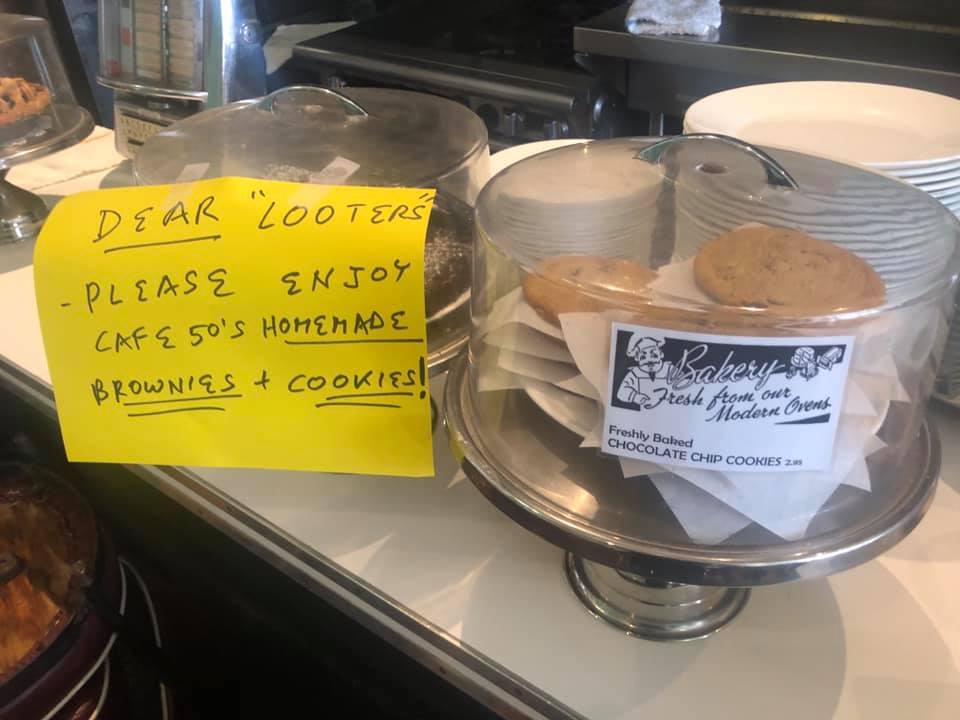 DEAR "LOOTERS"
- PLEASE ENJOY
CAFE 50'S HOMEMADE
BROWNIES + COOKIES!
Bakery
Fresh from our
Modern Ovens
Freshly Baked
CHOCOLATE CHIP COOKIES 2.95